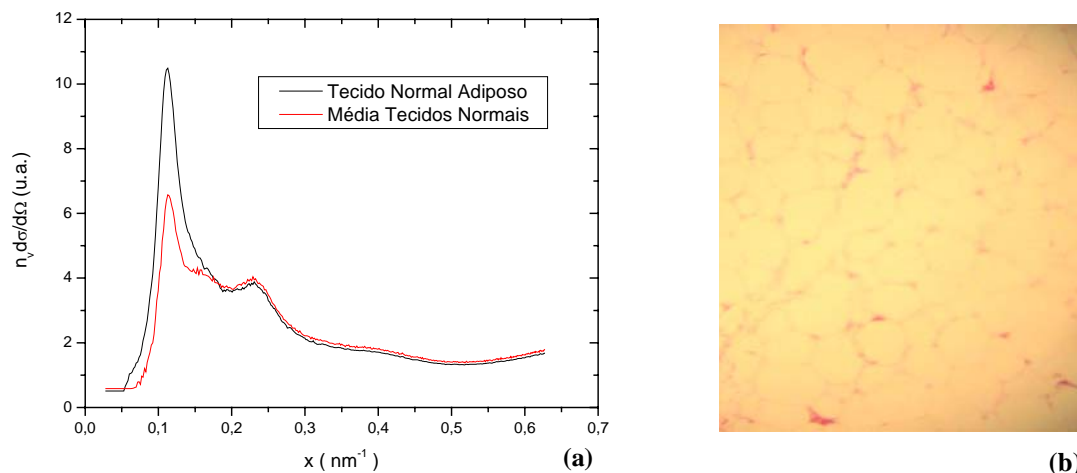 12
10
8
6
4
2
0
n_v dσ/dΩ (u.a.)
Tecido Normal Adiposo
Média Tecidos Normais
0,0 0,1 0,2 0,3 0,4 0,5 0,6 0,7
x ( nm⁻¹ )
(a)
(b)